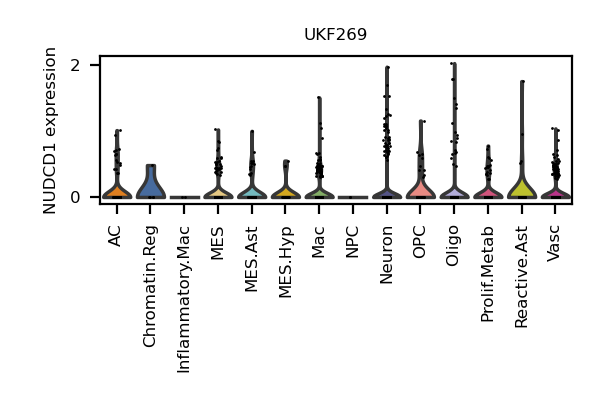 UKF269
NUDCD1 expression
2
0
AC
Chromatin.Reg
Inflammatory.Mac
MES
MES.Ast
MES.Hyp
Mac
NPC
Neuron
OPC
Oligo
Prolif.Metab
Reactive.Ast
Vasc